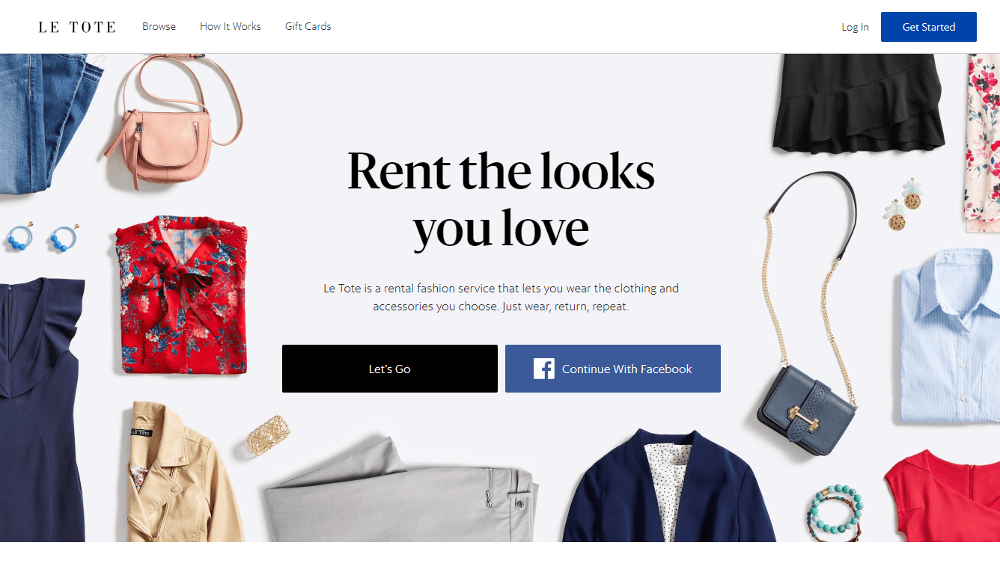 LE TOTE Browse How It Works Gift Cards Log In Get Started
Rent the looks
you love
Le Tote is a rental fashion service that lets you wear the clothing and
accessories you choose. Just wear, return, repeat.
Let's Go Continue With Facebook
LE TOTE